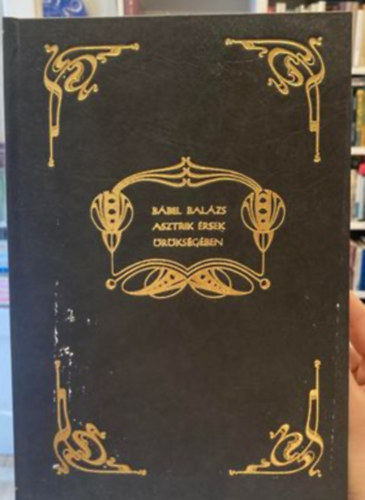 BÁBEL BALÁZS
ASZTRIK ÉRSEK
ÖRÖKSÉGÉBEN